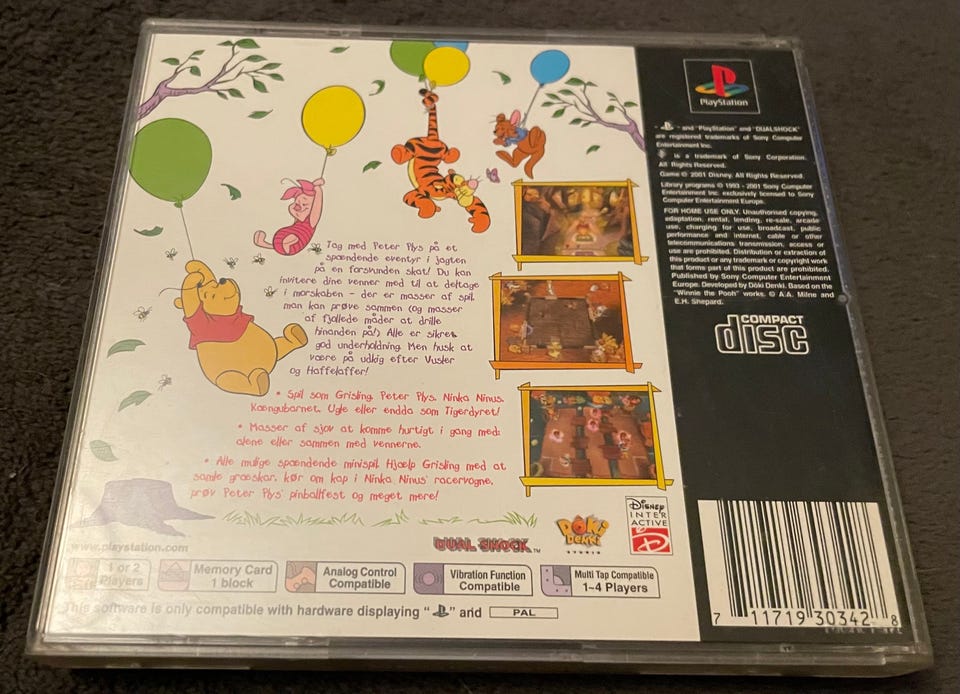 Tag med Peter Plys på et
spændende eventyr i jagten
på en forsvunden skat! Du kan
invitere dine venner med til at deltage
i morskaben - der er masser af spil,
man kan prøve sammen (og masser
af fjollede måder at drille
hinanden på!) Alle er sikret
god underholdning. Men husk at
være på udkig efter Vusler
og Haffelaffer!
• Spil som Grisling, Peter Plys, Ninka Ninus,
Kængubarnet, Ugle eller endda som Tigerdyret!
• Masser af sjov at komme hurtigt i gang med:
alene eller sammen med vennerne.
• Alle mulige spændende minispil. Hjælp Grisling med at
samle græskar, kør om kap i Ninka Ninus' racervogne,
prøv Peter Plys' pinballfest og meget mere!
www.playstation.com
DUAL SHOCK™
DŌKI DENKI STUDIO
DISNEY INTERACTIVE
1 or 2 Players
Memory Card 1 block
Analog Control Compatible
Vibration Function Compatible
Multi Tap Compatible 1-4 Players
This software is only compatible with hardware displaying " " and PAL
PlayStation
" " and "PlayStation" and "DUALSHOCK"
are registered trademarks of Sony Computer
Entertainment Inc.
is a trademark of Sony Corporation.
All Rights Reserved.
Game © 2001 Disney. All Rights Reserved.
Library programs © 1993 - 2001 Sony Computer
Entertainment Inc. exclusively licensed to Sony
Computer Entertainment Europe.
FOR HOME USE ONLY. Unauthorised copying,
adaptation, rental, lending, re-sale, arcade
use, charging for use, broadcast, public
performance and internet, cable or other
telecommunications transmission, access or
use are prohibited. Distribution or extraction of
this product or any trademark or copyright work
that forms part of this product are prohibited.
Published by Sony Computer Entertainment
Europe. Developed by Dōki Denki. Based on the
"Winnie the Pooh" works. © A.A. Milne and
E.H. Shepard.
COMPACT
disc
7 11719 30342 8